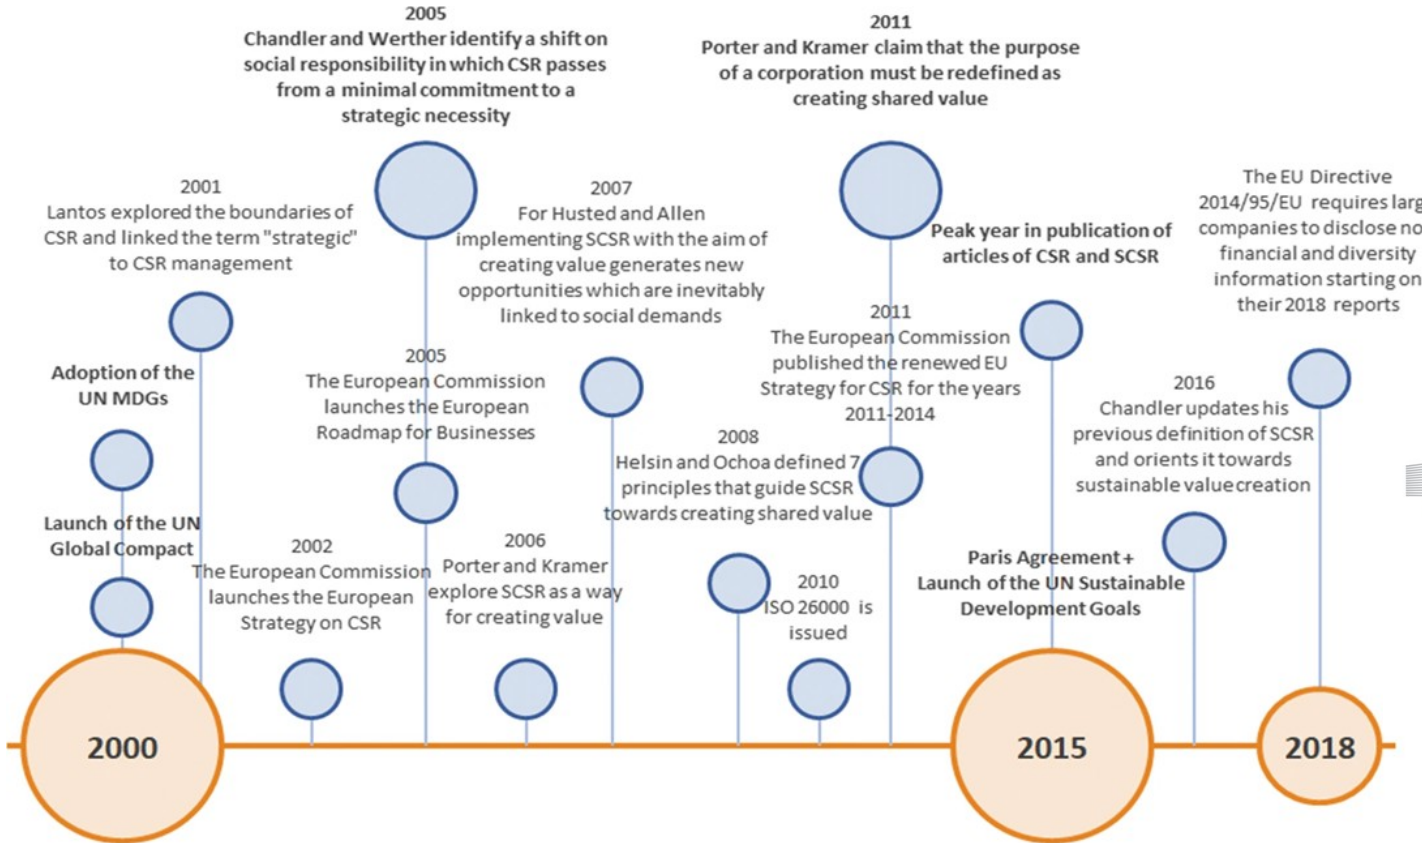 2005
Chandler and Werther identify a shift on
social responsibility in which CSR passes
from a minimal commitment to a
strategic necessity
2011
Porter and Kramer claim that the purpose
of a corporation must be redefined as
creating shared value
2001
Lantos explored the boundaries of
CSR and linked the term "strategic"
to CSR management
2007
For Husted and Allen
implementing SCSR with the aim of
creating value generates new
opportunities which are inevitably
linked to social demands
Peak year in publication of
articles of CSR and SCSR
The EU Directive
2014/95/EU requires larg
companies to disclose no
financial and diversity
information starting on
their 2018 reports
Adoption of the
UN MDGs
2005
The European Commission
launches the European
Roadmap for Businesses
2011
The European Commission
published the renewed EU
Strategy for CSR for the years
2011-2014
2016
Chandler updates his
previous definition of SCSR
and orients it towards
sustainable value creation
2008
Helsin and Ochoa defined 7
principles that guide SCSR
towards creating shared value
Launch of the UN
Global Compact
2002
The European Commission
launches the European
Strategy on CSR
2006
Porter and Kramer
explore SCSR as a way
for creating value
2010
ISO 26000 is
issued
Paris Agreement +
Launch of the UN Sustainable
Development Goals
2000
2015
2018